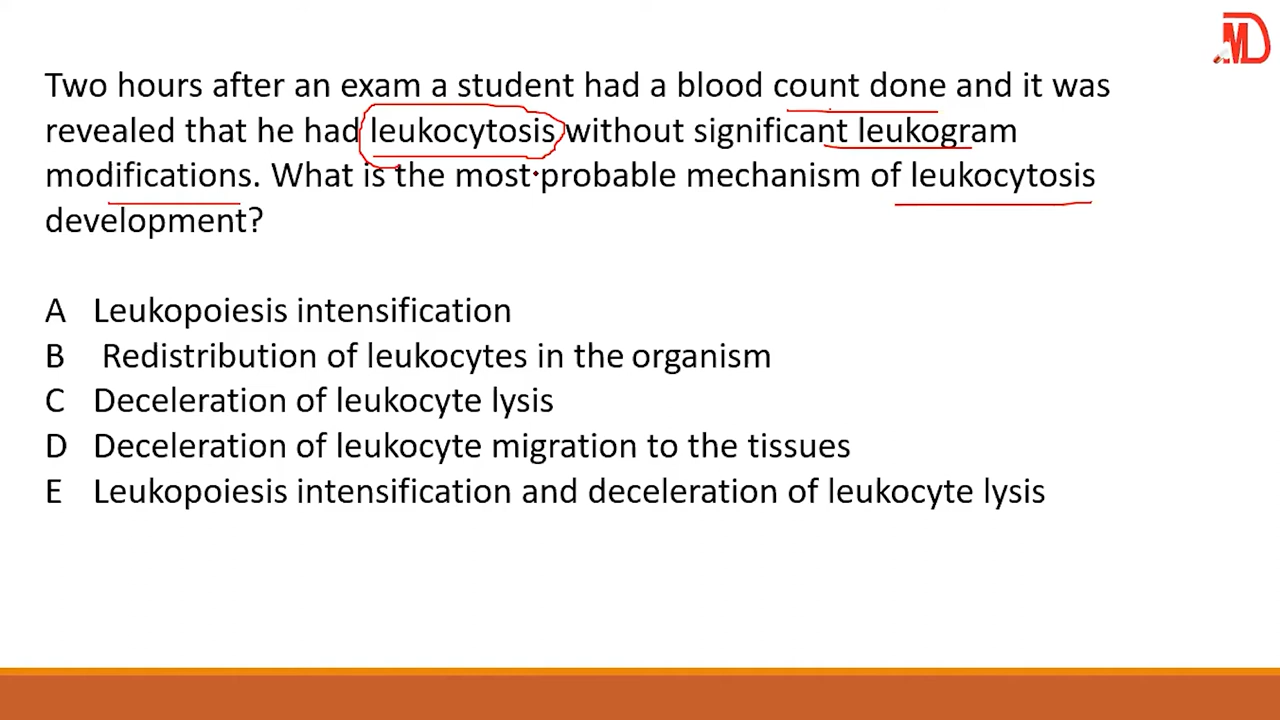 MD
Two hours after an exam a student had a blood count done and it was
revealed that he had leukocytosis without significant leukogram
modifications. What is the most probable mechanism of leukocytosis
development?
A Leukopoiesis intensification
B Redistribution of leukocytes in the organism
C Deceleration of leukocyte lysis
D Deceleration of leukocyte migration to the tissues
E Leukopoiesis intensification and deceleration of leukocyte lysis